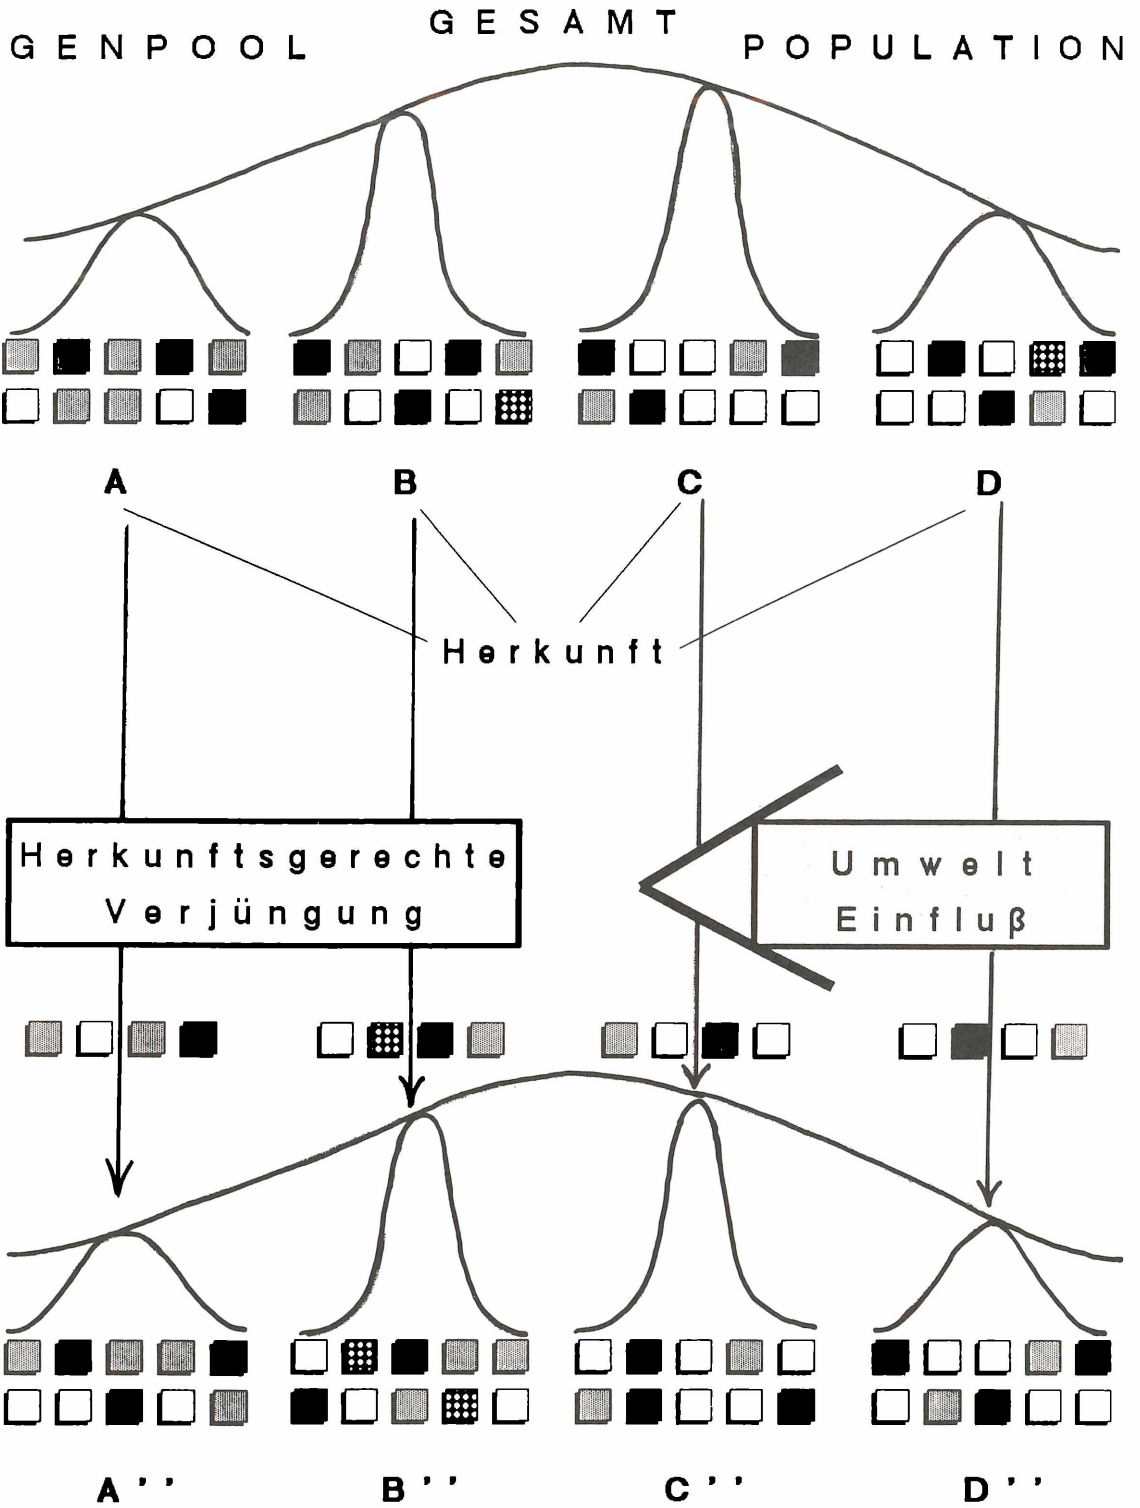 GENPOOL GESAMT POPULATION
A B C D
Herkunft
Herkunftsgerechte
Verjüngung
Umwelt
Einfluß
A'' B'' C'' D''